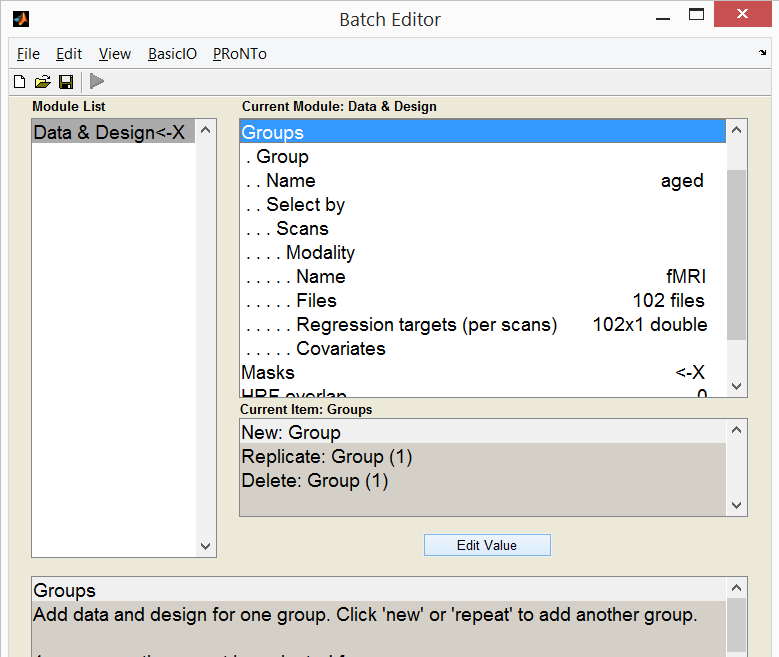 Batch Editor
File Edit View BasicIO PRoNTo
Module List
Current Module: Data & Design
Data & Design<-X
Groups
. Group
. . Name aged
. . Select by
. . . Scans
. . . . Modality
. . . . . Name fMRI
. . . . . Files 102 files
. . . . . Regression targets (per scans) 102x1 double
. . . . . Covariates
Masks <-X
HRF overlap 0
Current Item: Groups
New: Group
Replicate: Group (1)
Delete: Group (1)
Edit Value
Groups
Add data and design for one group. Click 'new' or 'repeat' to add another group.